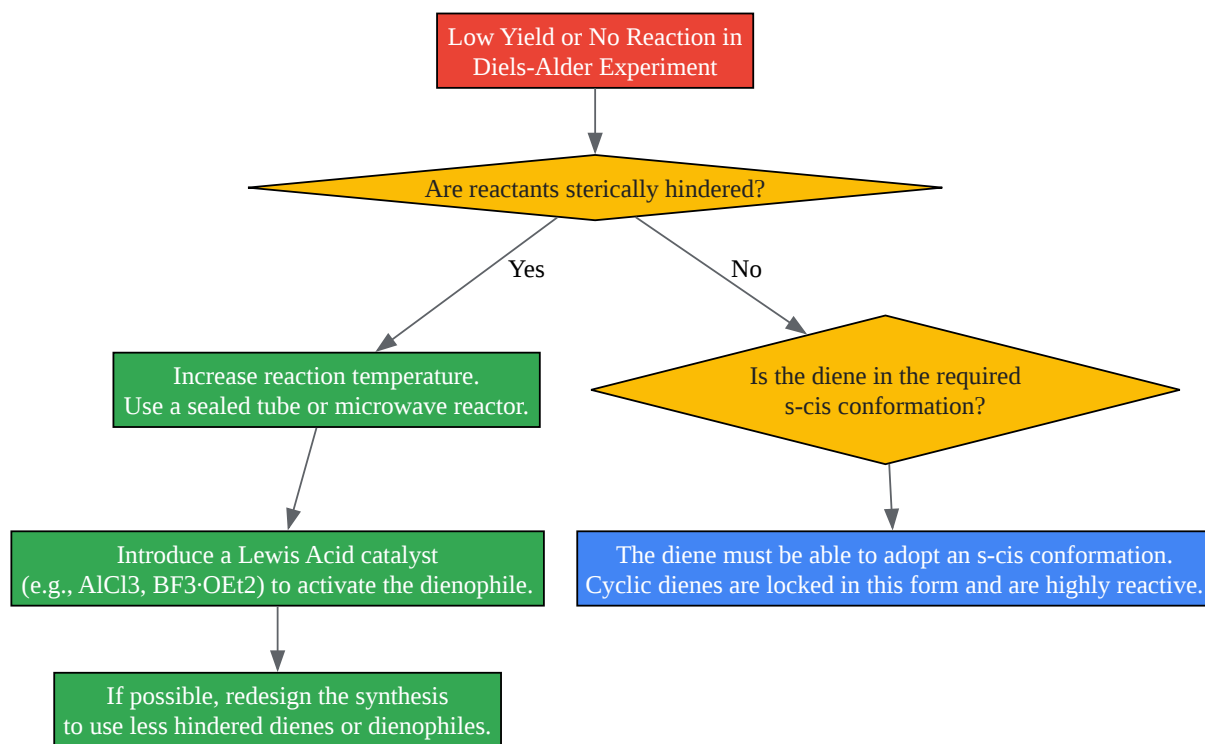 Low Yield or No Reaction in
Diels-Alder Experiment
Are reactants sterically hindered?
Yes
No
Increase reaction temperature.
Use a sealed tube or microwave reactor.
Is the diene in the required
s-cis conformation?
Introduce a Lewis Acid catalyst
(e.g., AlCl3, BF3·OEt2) to activate the dienophile.
The diene must be able to adopt an s-cis conformation.
Cyclic dienes are locked in this form and are highly reactive.
If possible, redesign the synthesis
to use less hindered dienes or dienophiles.